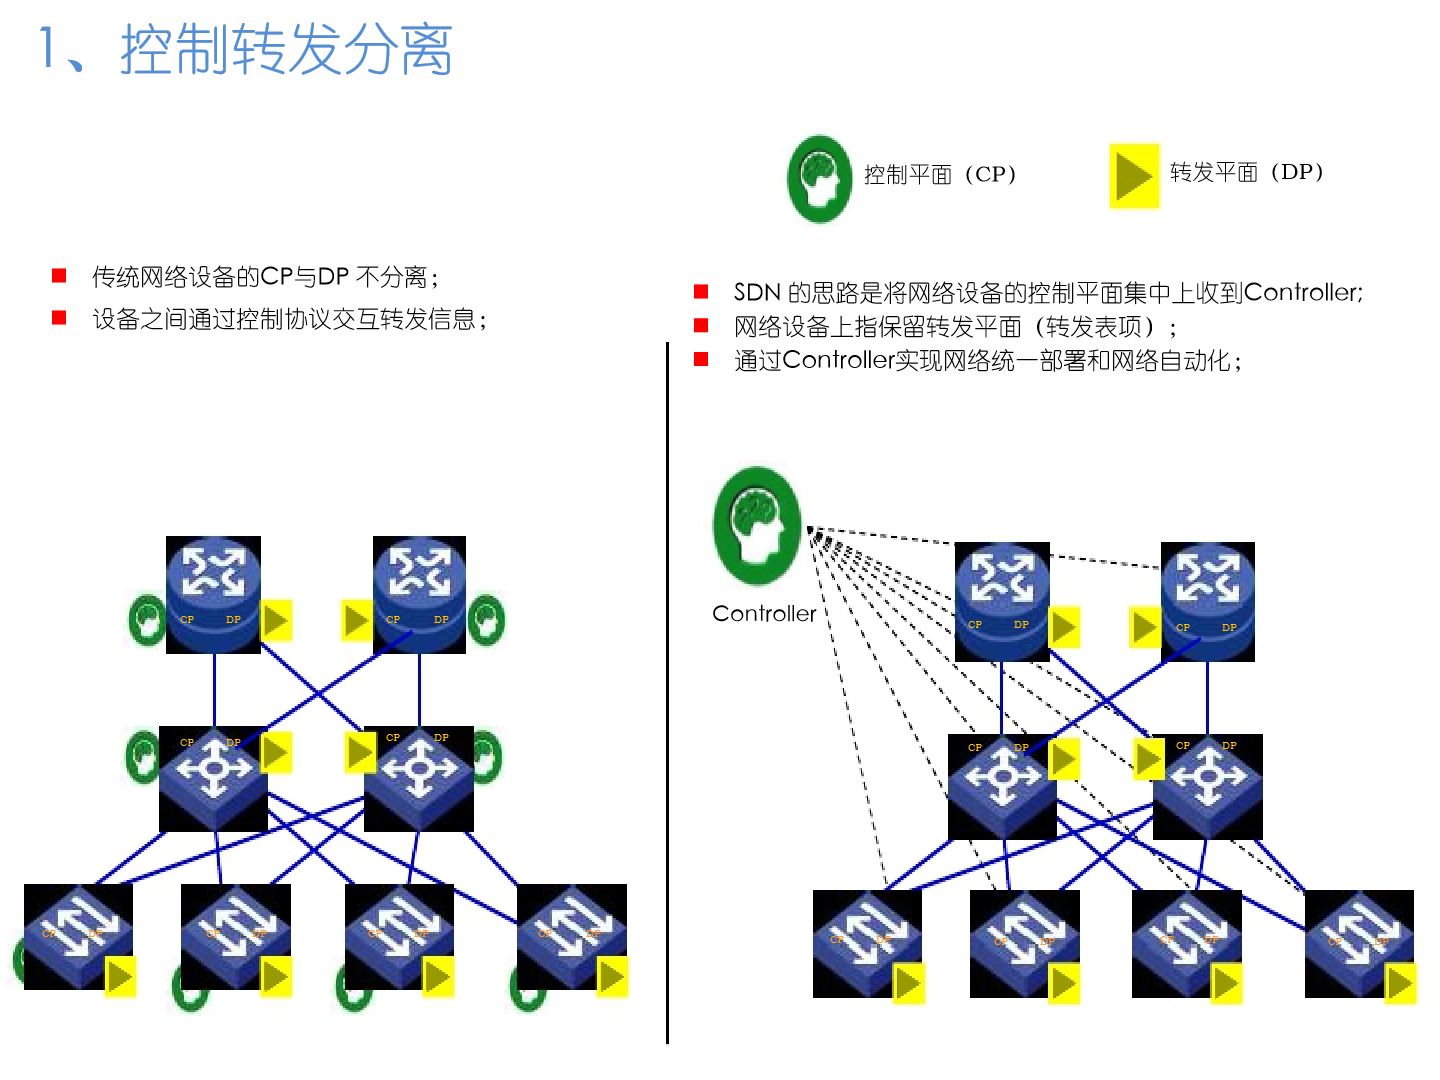 1、控制转发分离
控制平面（CP）
转发平面（DP）
传统网络设备的CP与DP 不分离；
设备之间通过控制协议交互转发信息；
SDN 的思路是将网络设备的控制平面集中上收到Controller;
网络设备上指保留转发平面（转发表项）；
通过Controller实现网络统一部署和网络自动化；
CP DP CP DP
CP DP CP DP
CP DP CP DP CP DP CP DP
Controller
CP DP CP DP
CP DP CP DP
CP DP CP DP CP DP CP DP